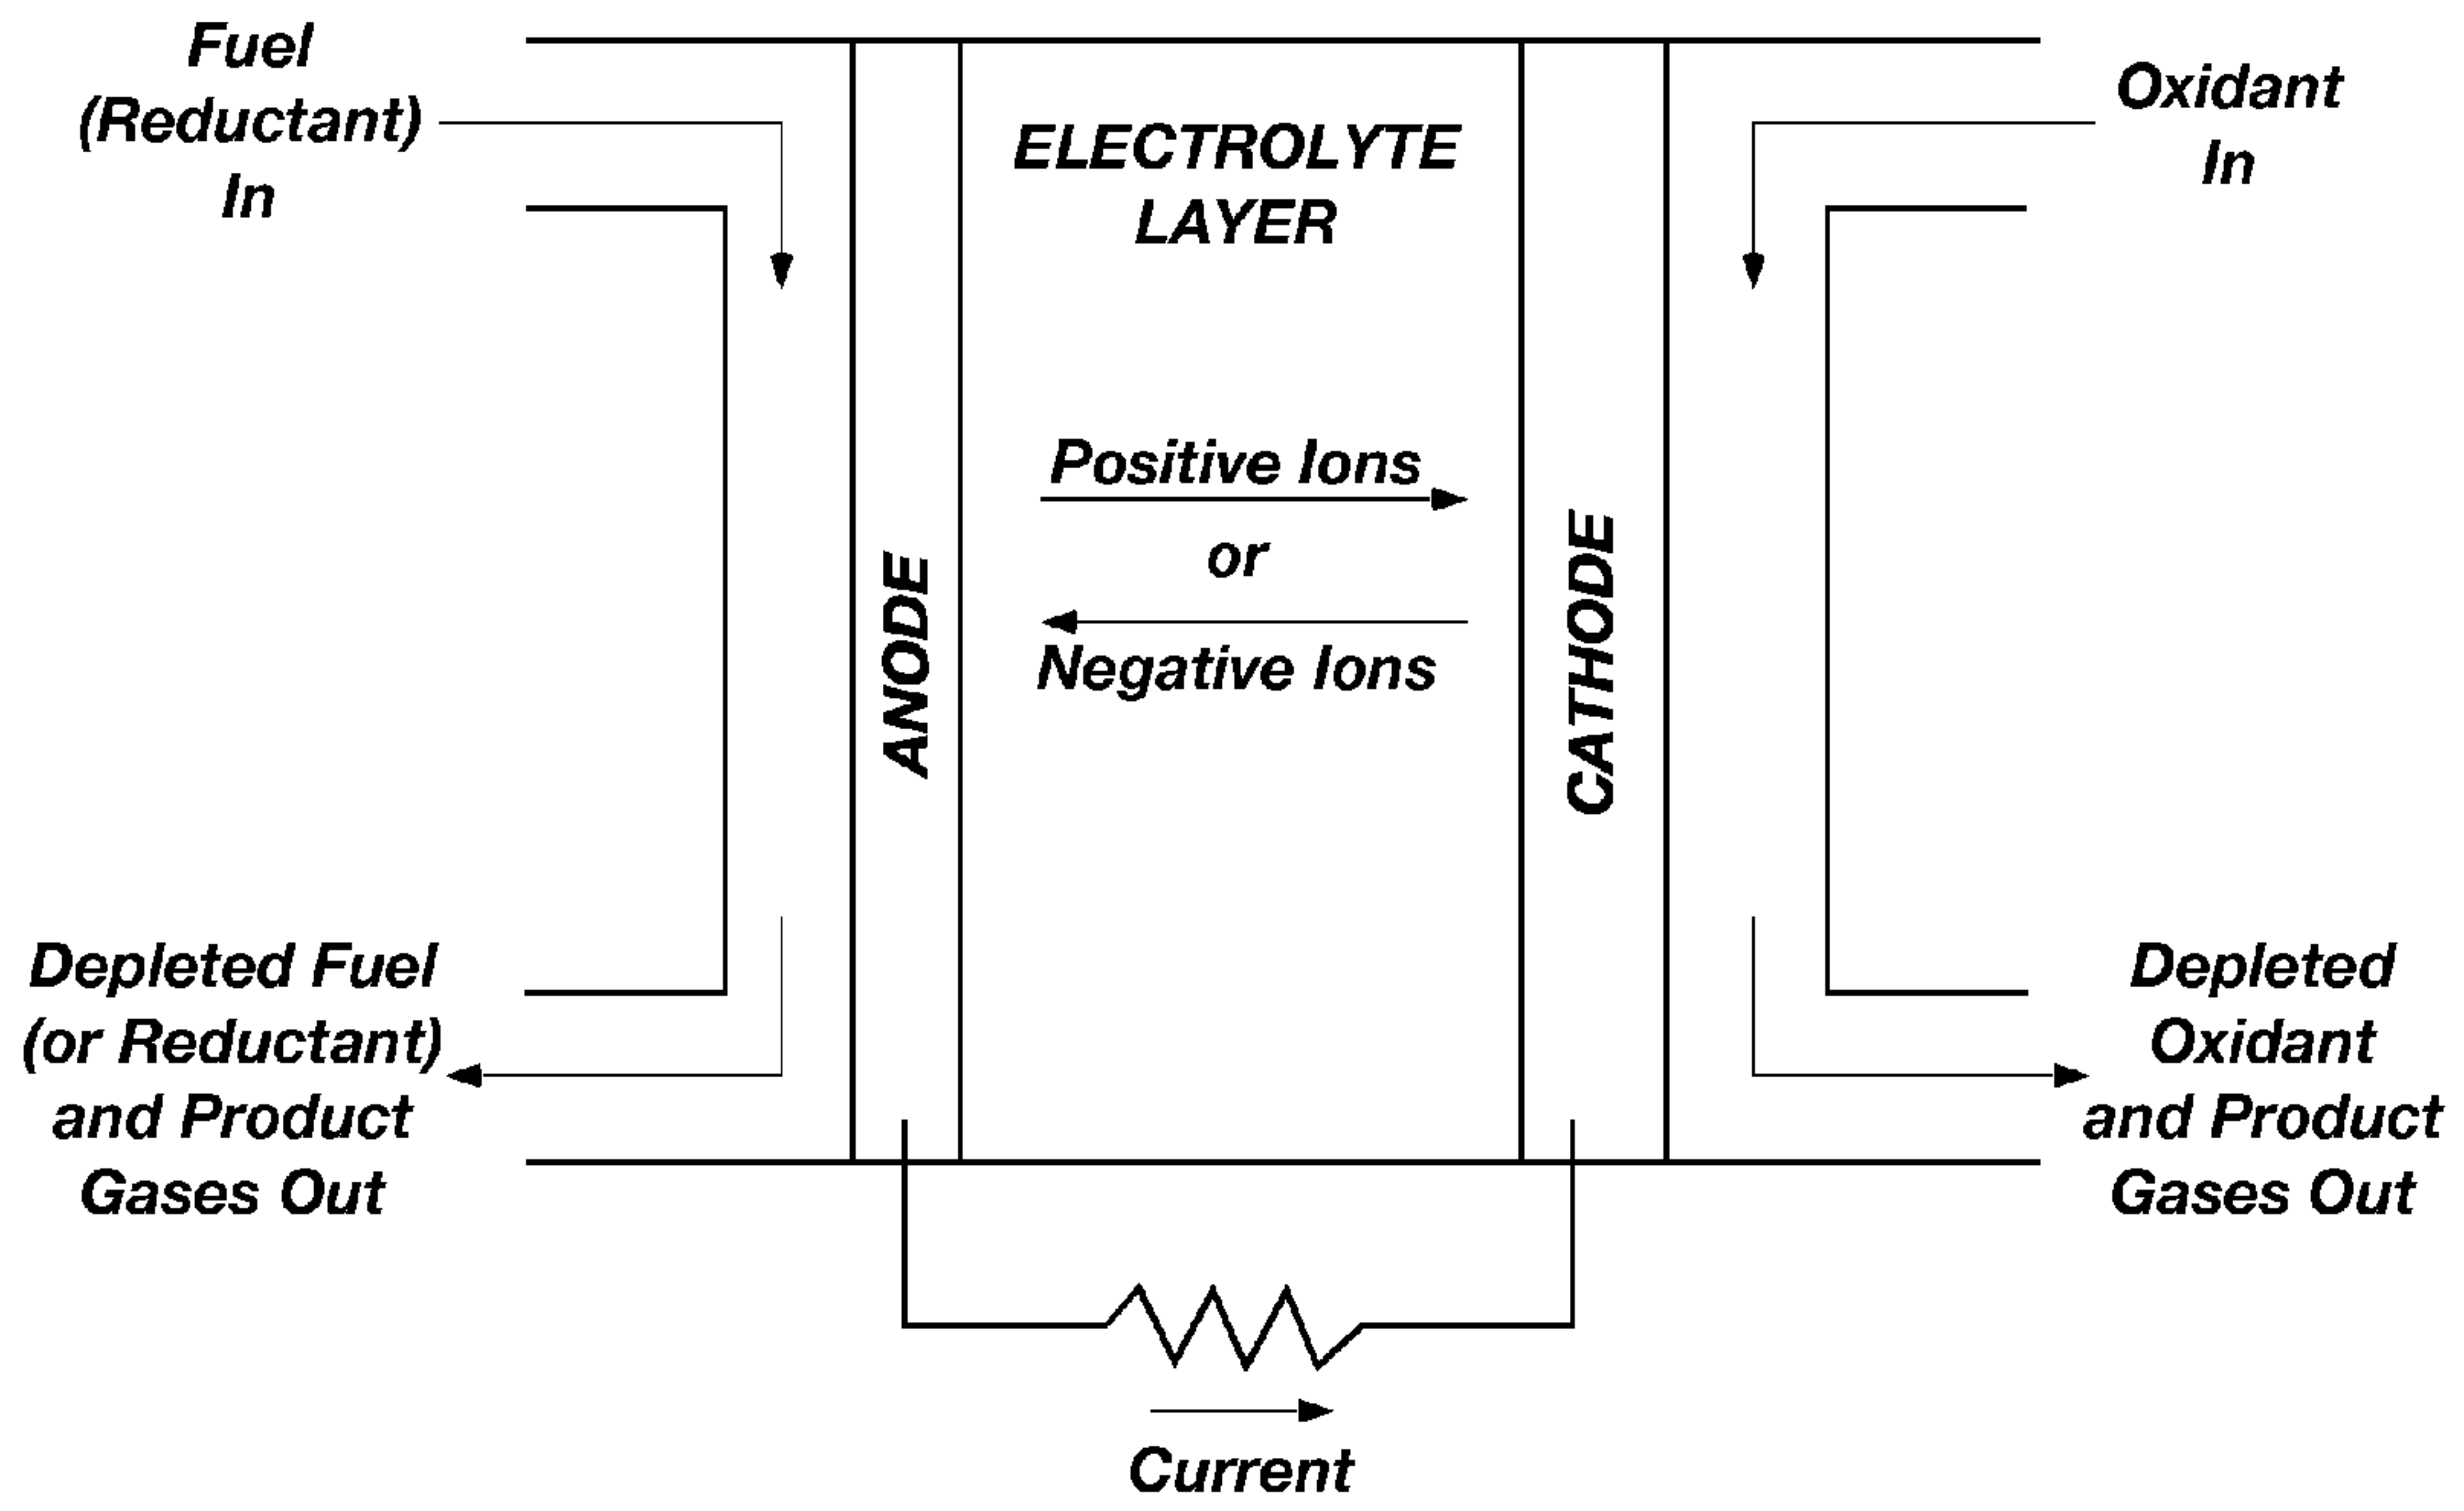 Fuel
(Reductant)
In
Oxidant
In
ELECTROLYTE
LAYER
Positive Ions
or
Negative Ions
ANODE
CATHODE
Depleted Fuel
(or Reductant)
and Product
Gases Out
Depleted
Oxidant
and Product
Gases Out
Current